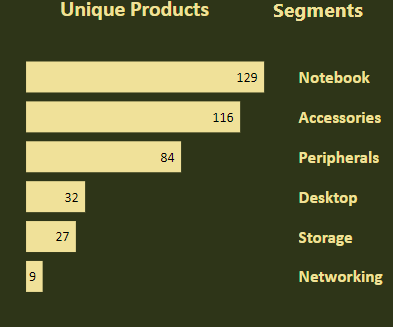 Unique Products Segments
129 Notebook
116 Accessories
84 Peripherals
32 Desktop
27 Storage
9 Networking